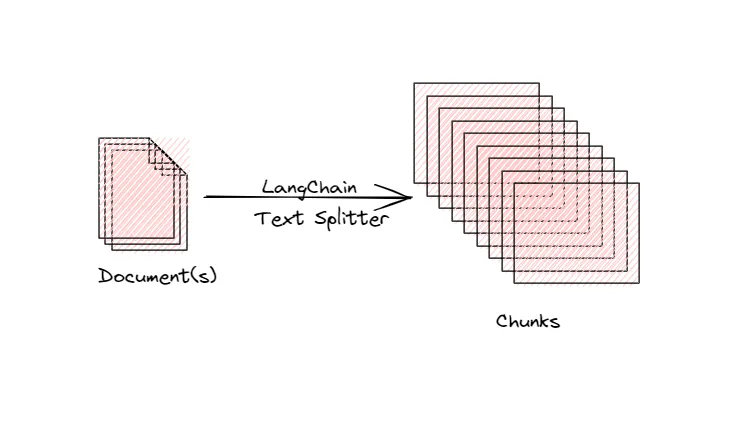 LangChain
Text Splitter
Document(s)
Chunks